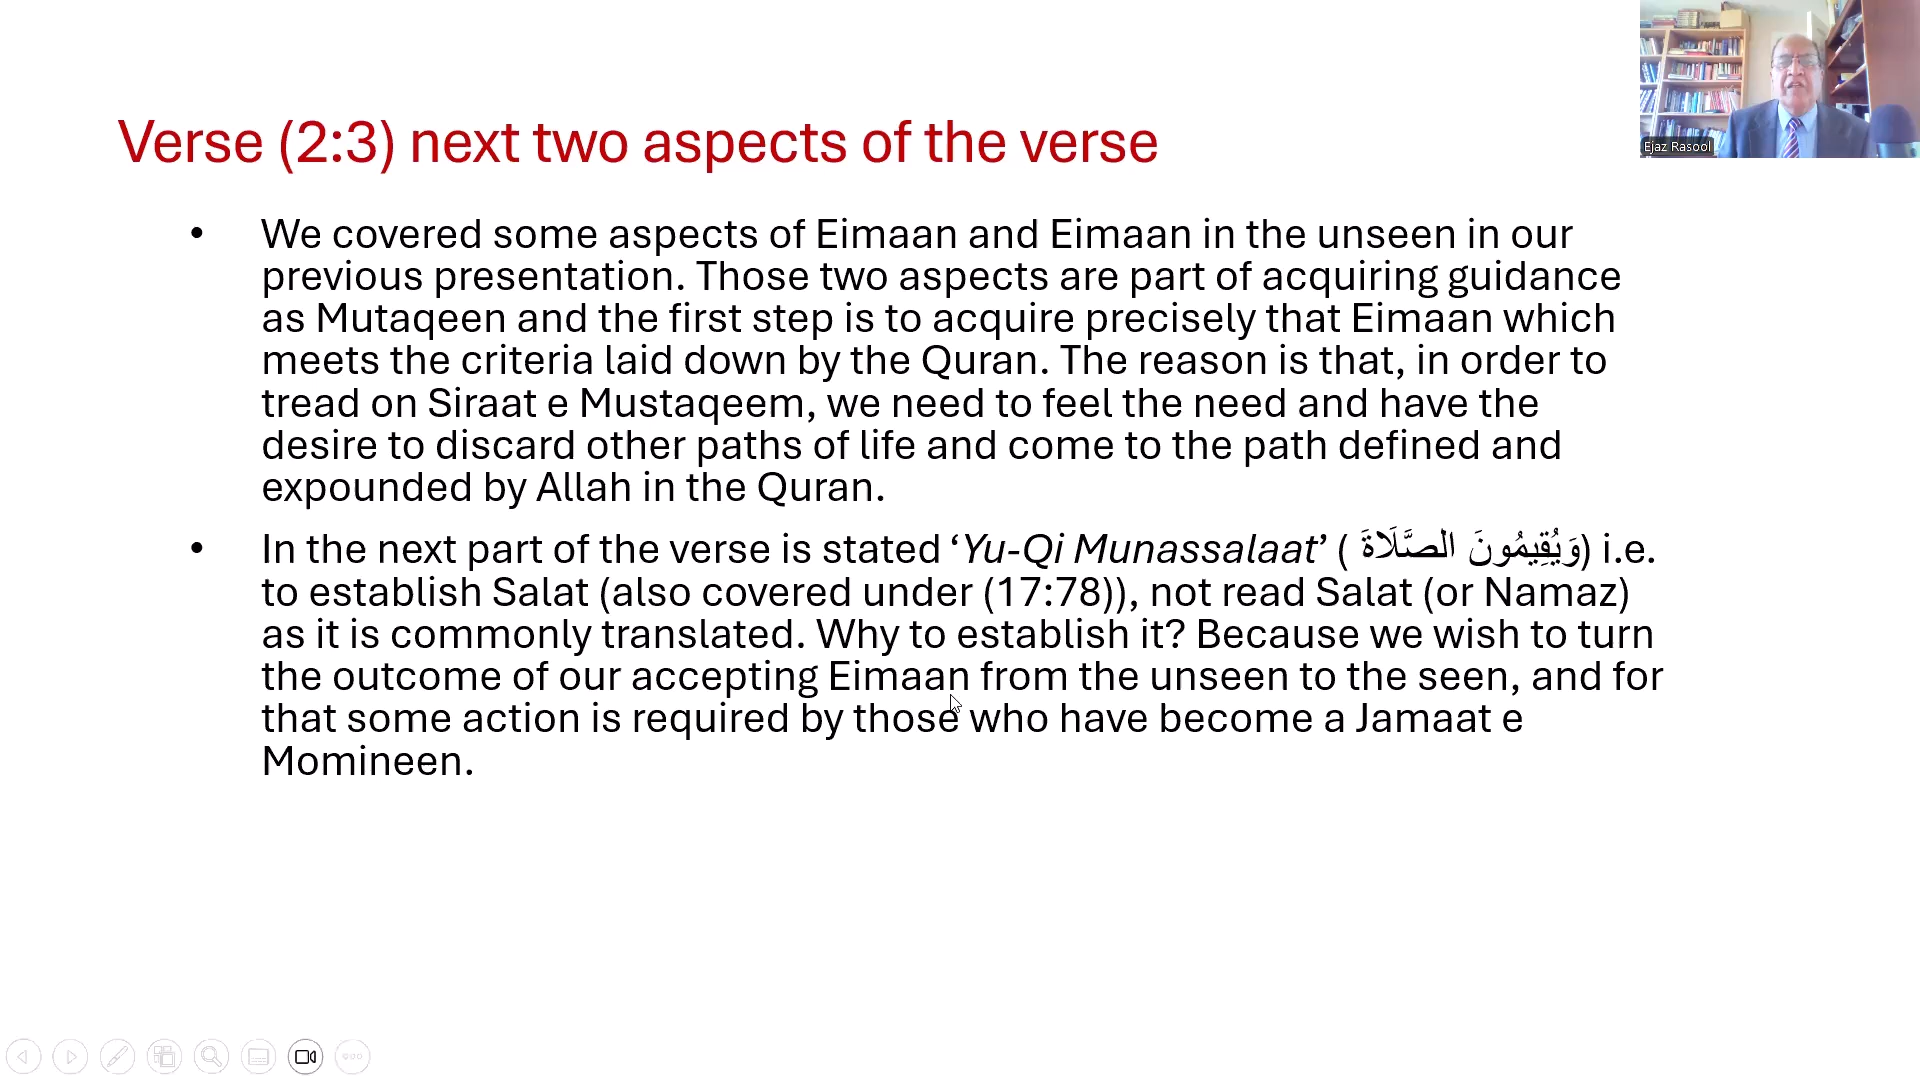 Verse (2:3) next two aspects of the verse
Ejaz Rasool
• We covered some aspects of Eimaan and Eimaan in the unseen in our
previous presentation. Those two aspects are part of acquiring guidance
as Mutaqeen and the first step is to acquire precisely that Eimaan which
meets the criteria laid down by the Quran. The reason is that, in order to
tread on Siraat e Mustaqeem, we need to feel the need and have the
desire to discard other paths of life and come to the path defined and
expounded by Allah in the Quran.
• In the next part of the verse is stated ‘Yu-Qi Munassalaat’ ( وَيُقِيمُونَ الصَّلَاةَ) i.e.
to establish Salat (also covered under (17:78)), not read Salat (or Namaz)
as it is commonly translated. Why to establish it? Because we wish to turn
the outcome of our accepting Eimaan from the unseen to the seen, and for
that some action is required by those who have become a Jamaat e
Momineen.